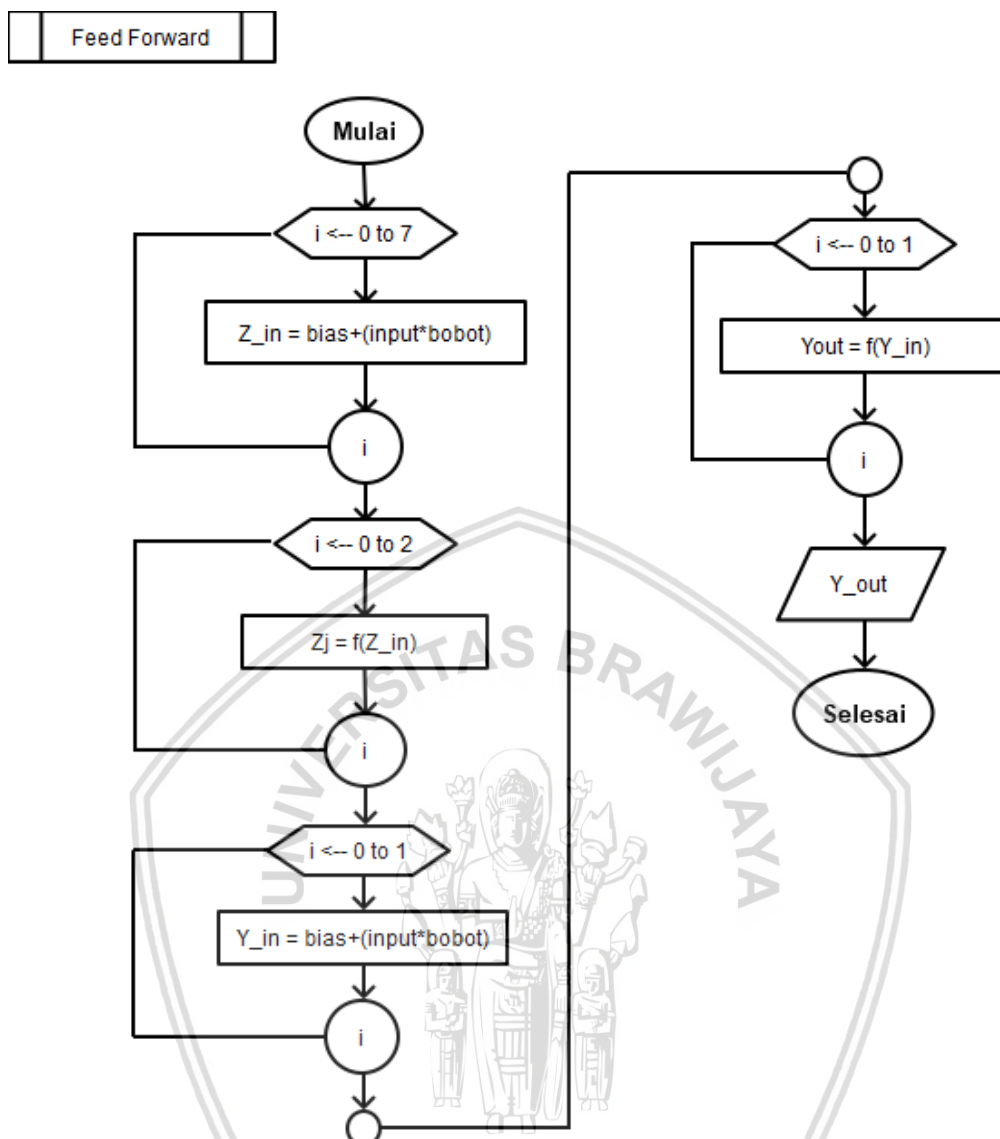 Feed Forward
Mulai
i <-- 0 to 7
Z_in = bias+(input*bobot)
i
i <-- 0 to 2
Zj = f(Z_in)
i
i <-- 0 to 1
Y_in = bias+(input*bobot)
i
i <-- 0 to 1
Yout = f(Y_in)
i
Y_out
Selesai
UNIVERSITAS BRAWIJAYA